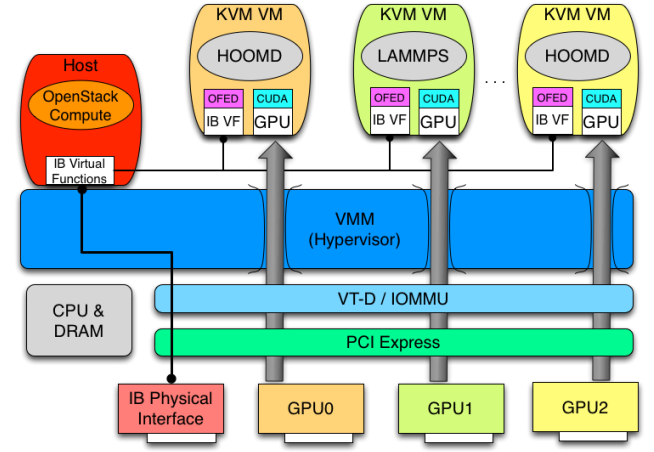 KVM VM
KVM VM
KVM VM
Host
OpenStack
Compute
IB Virtual
Functions
HOOMD
OFED
CUDA
IB VF
GPU
LAMMPS
OFED
CUDA
IB VF
GPU
. . .
HOOMD
OFED
CUDA
IB VF
GPU
VMM
(Hypervisor)
CPU &
DRAM
VT-D / IOMMU
PCI Express
IB Physical
Interface
GPU0
GPU1
GPU2